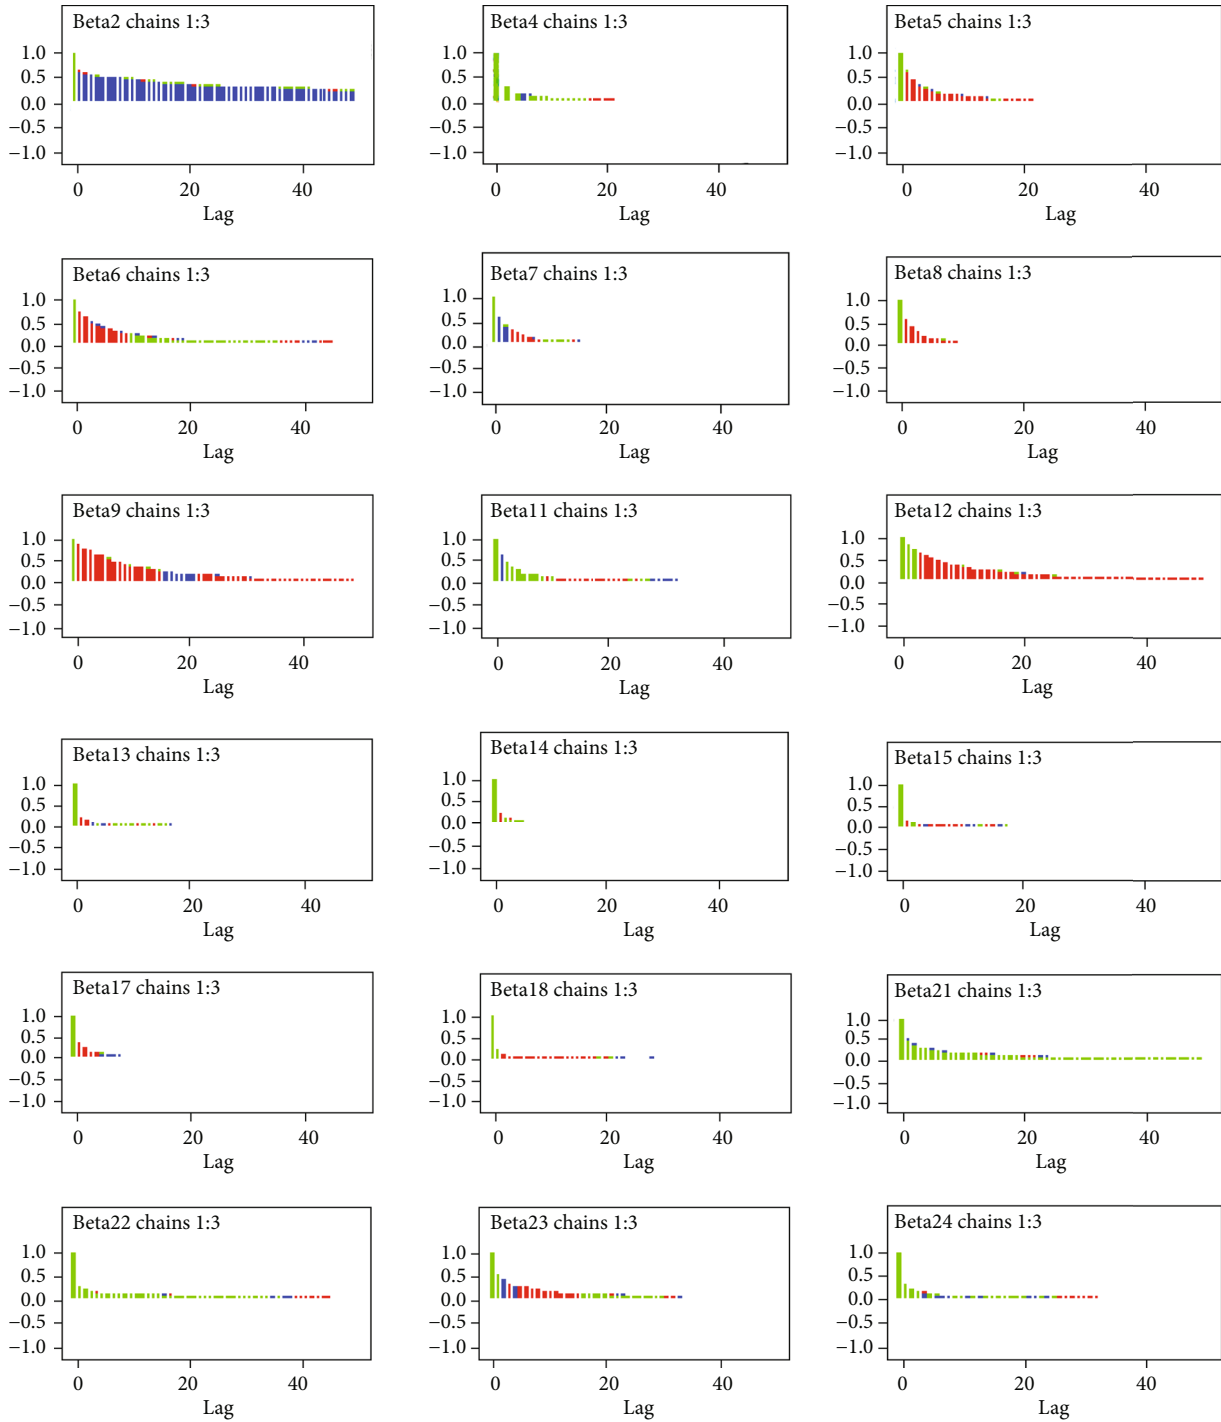 Beta2 chains 1:3
1.0
0.5
0.0
−0.5
−1.0
0 20 40
Lag
Beta4 chains 1:3
1.0
0.5
0.0
−0.5
−1.0
0 20 40
Lag
Beta5 chains 1:3
1.0
0.5
0.0
−0.5
−1.0
0 20 40
Lag
Beta6 chains 1:3
1.0
0.5
0.0
−0.5
−1.0
0 20 40
Lag
Beta7 chains 1:3
1.0
0.5
0.0
−0.5
−1.0
0 20 40
Lag
Beta8 chains 1:3
1.0
0.5
0.0
−0.5
−1.0
0 20 40
Lag
Beta9 chains 1:3
1.0
0.5
0.0
−0.5
−1.0
0 20 40
Lag
Beta11 chains 1:3
1.0
0.5
0.0
−0.5
−1.0
0 20 40
Lag
Beta12 chains 1:3
1.0
0.5
0.0
−0.5
−1.0
0 20 40
Lag
Beta13 chains 1:3
1.0
0.5
0.0
−0.5
−1.0
0 20 40
Lag
Beta14 chains 1:3
1.0
0.5
0.0
−0.5
−1.0
0 20 40
Lag
Beta15 chains 1:3
1.0
0.5
0.0
−0.5
−1.0
0 20 40
Lag
Beta17 chains 1:3
1.0
0.5
0.0
−0.5
−1.0
0 20 40
Lag
Beta18 chains 1:3
1.0
0.5
0.0
−0.5
−1.0
0 20 40
Lag
Beta21 chains 1:3
1.0
0.5
0.0
−0.5
−1.0
0 20 40
Lag
Beta22 chains 1:3
1.0
0.5
0.0
−0.5
−1.0
0 20 40
Lag
Beta23 chains 1:3
1.0
0.5
0.0
−0.5
−1.0
0 20 40
Lag
Beta24 chains 1:3
1.0
0.5
0.0
−0.5
−1.0
0 20 40
Lag